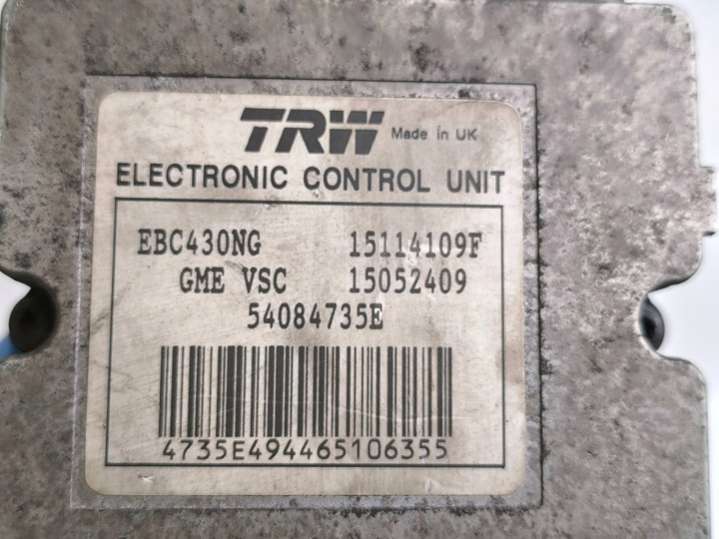 TRW Made in UK
ELECTRONIC CONTROL UNIT
EBC430NG 15114109F
GME VSC 15052409
54084735E
4735E494465106355